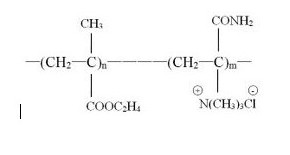 CH₃ CONH₂
—(CH₂—C)ₙ—————(CH₂—C)ₘ—
⊕ ⊖
COOC₂H₄ N(CH₃)₃Cl